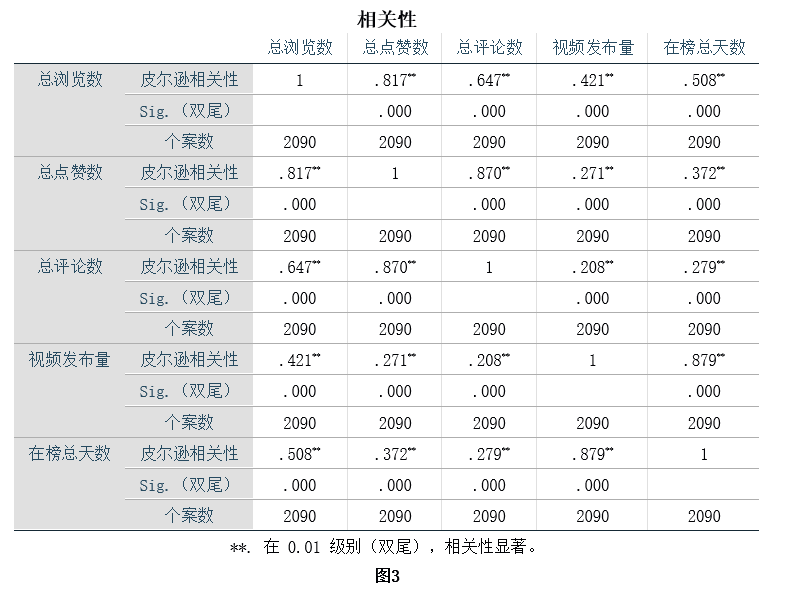 相关性
总浏览数 总点赞数 总评论数 视频发布量 在榜总天数
总浏览数 皮尔逊相关性 1 .817** .647** .421** .508**
Sig.（双尾） .000 .000 .000 .000
个案数 2090 2090 2090 2090 2090
总点赞数 皮尔逊相关性 .817** 1 .870** .271** .372**
Sig.（双尾） .000 .000 .000 .000
个案数 2090 2090 2090 2090 2090
总评论数 皮尔逊相关性 .647** .870** 1 .208** .279**
Sig.（双尾） .000 .000 .000 .000
个案数 2090 2090 2090 2090 2090
视频发布量 皮尔逊相关性 .421** .271** .208** 1 .879**
Sig.（双尾） .000 .000 .000 .000
个案数 2090 2090 2090 2090 2090
在榜总天数 皮尔逊相关性 .508** .372** .279** .879** 1
Sig.（双尾） .000 .000 .000 .000
个案数 2090 2090 2090 2090 2090
**. 在 0.01 级别（双尾），相关性显著。
图3